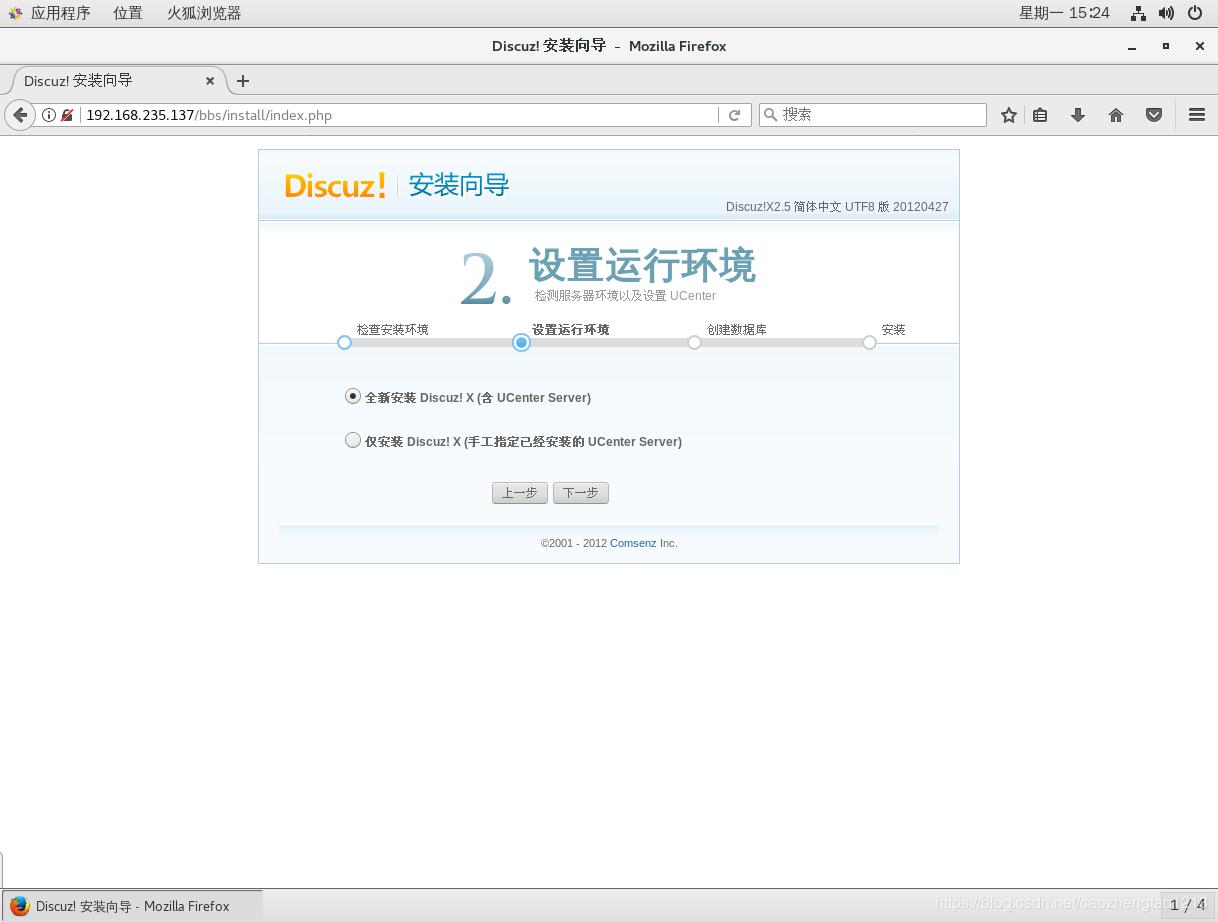 应用程序 位置 火狐浏览器 星期一 15∶24
Discuz! 安装向导 - Mozilla Firefox
Discuz! 安装向导
192.168.235.137/bbs/install/index.php 搜索
Discuz! 安装向导
Discuz!X2.5 简体中文 UTF8 版 20120427
2. 设置运行环境
检测服务器环境以及设置 UCenter
检查安装环境 设置运行环境 创建数据库 安装
全新安装 Discuz! X (含 UCenter Server)
仅安装 Discuz! X (手工指定已经安装的 UCenter Server)
上一步 下一步
©2001 - 2012 Comsenz Inc.
Discuz! 安装向导 - Mozilla Firefox 1 / 4